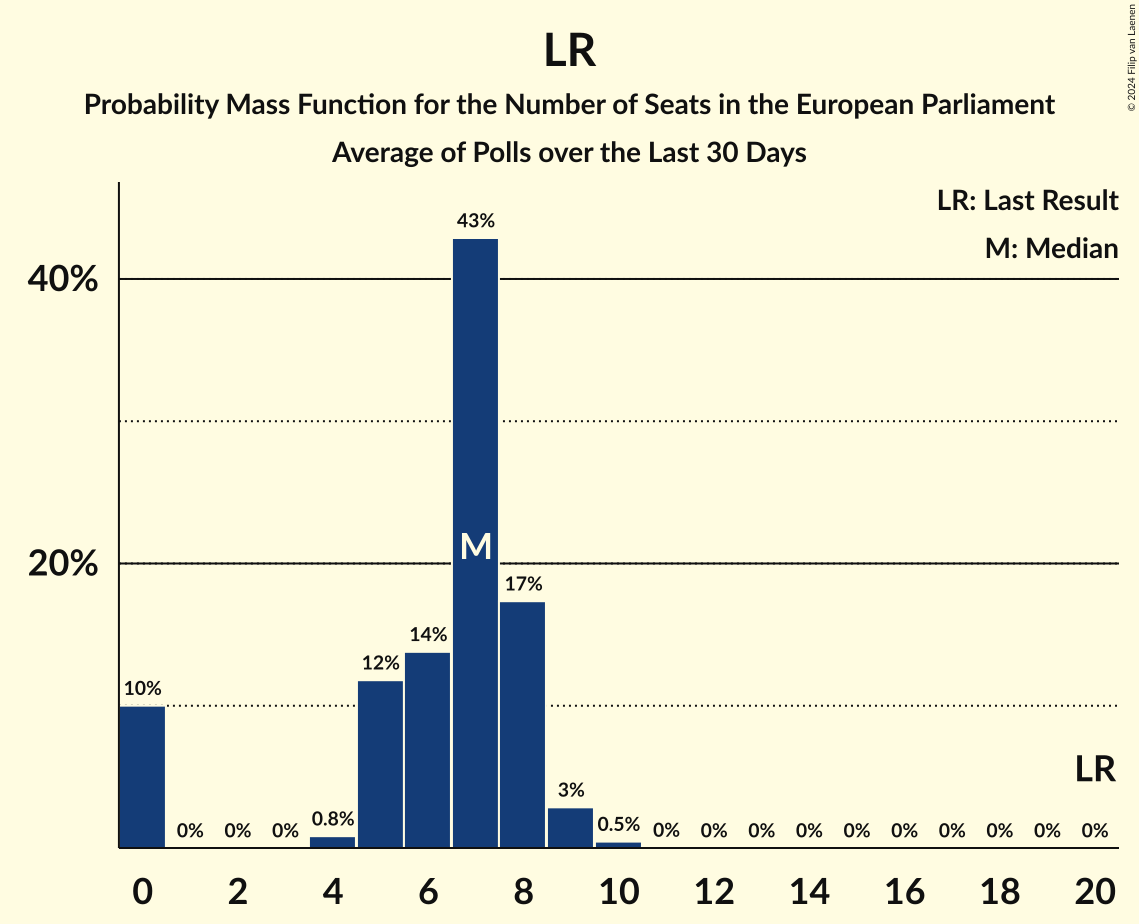 LR
Probability Mass Function for the Number of Seats in the European Parliament
Average of Polls over the Last 30 Days
© 2024 Filip van Laenen
LR: Last Result
M: Median
40%
20%
43%
M
17%
14%
12%
10%
0%
0%
0%
0.8%
3%
0.5%
0%
0%
0%
0%
0%
0%
0%
0%
0%
0%
LR
0 2 4 6 8 10 12 14 16 18 20